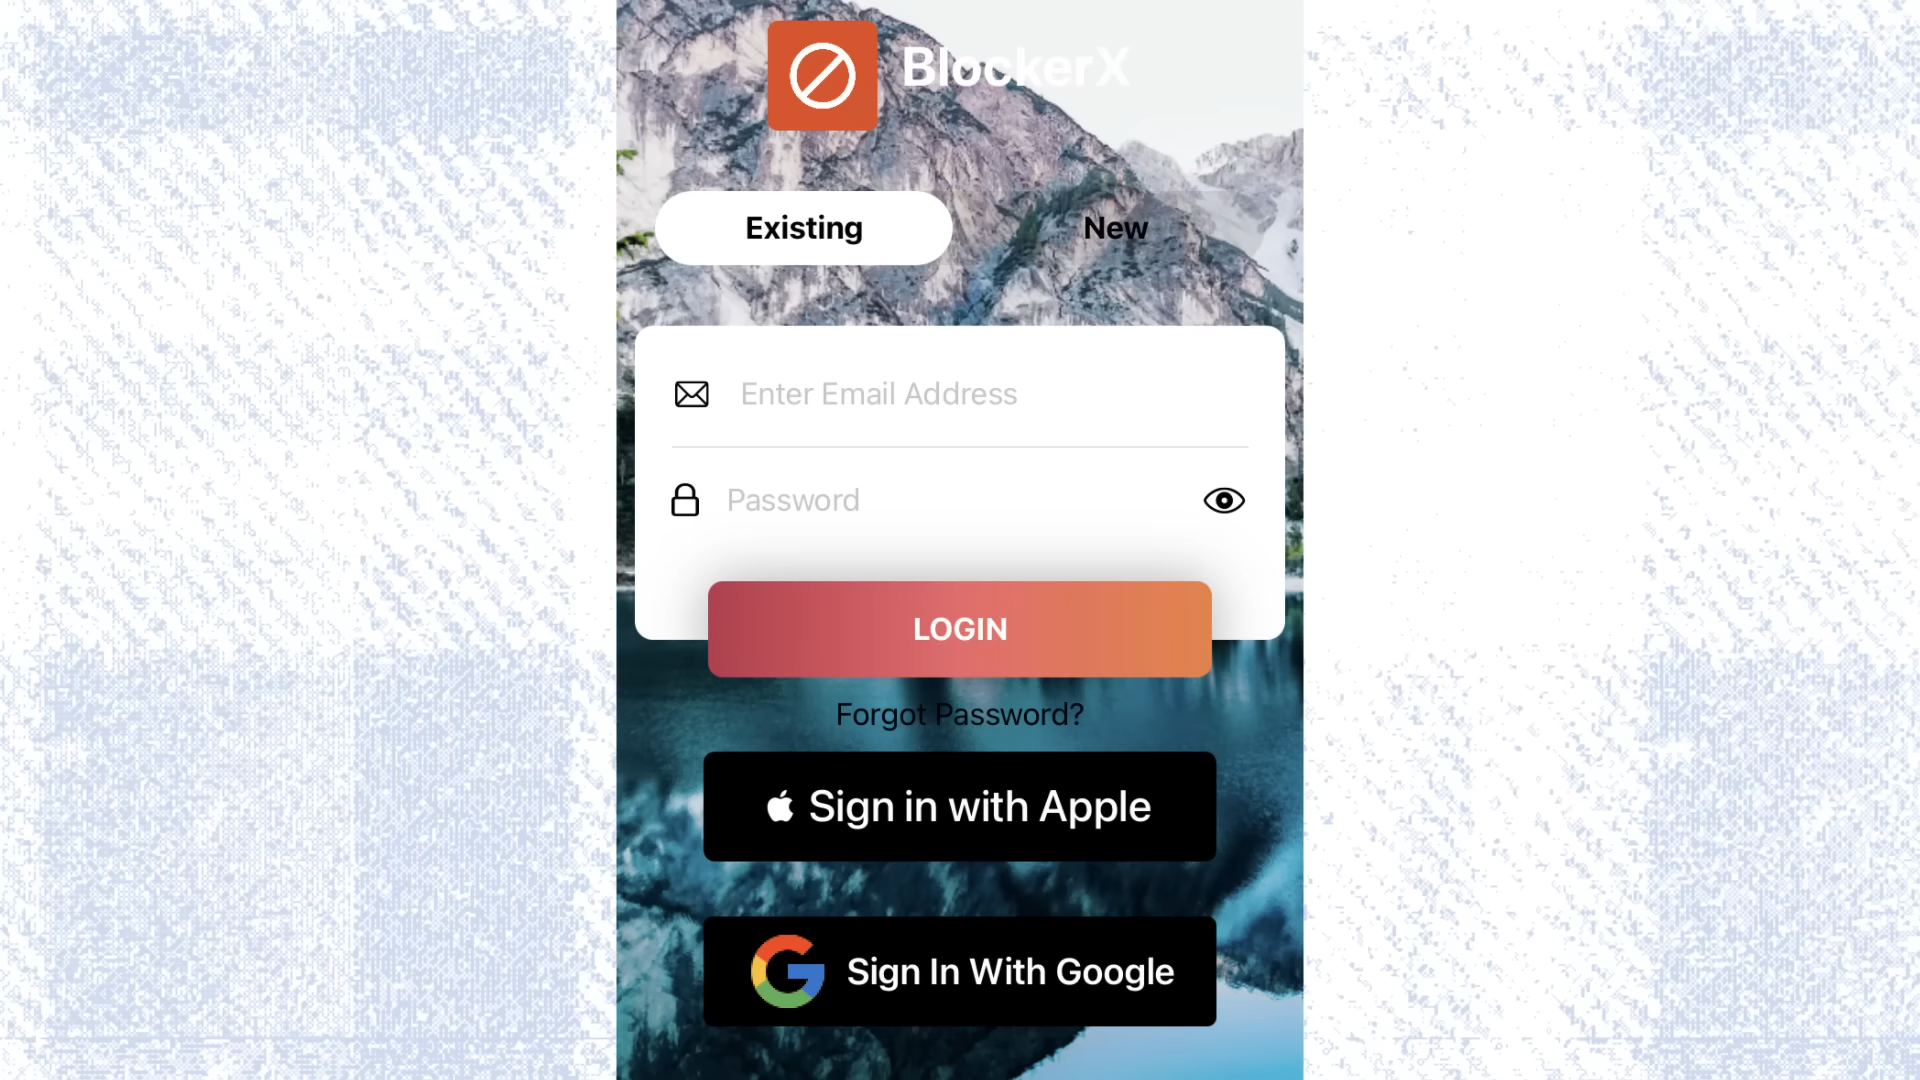 BlockerX
Existing
New
Enter Email Address
Password
LOGIN
Forgot Password?
Sign in with Apple
Sign In With Google